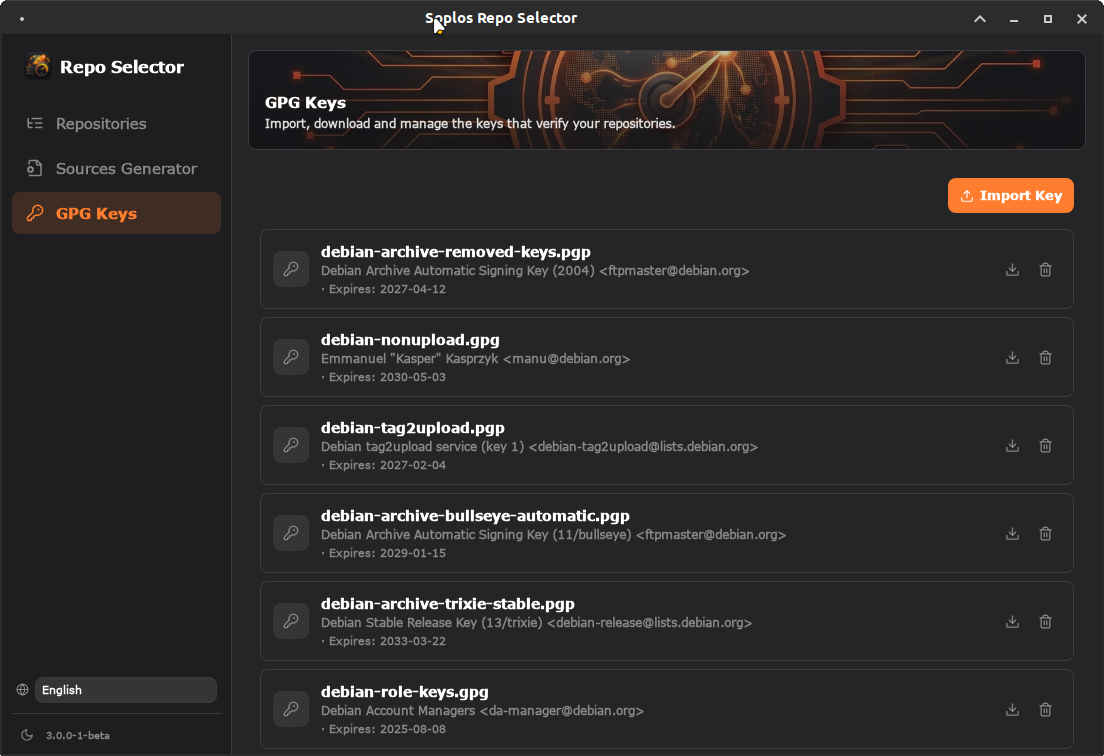 Soplos Repo Selector
Repo Selector
Repositories
Sources Generator
GPG Keys
GPG Keys
Import, download and manage the keys that verify your repositories.
Import Key
debian-archive-removed-keys.pgp
Debian Archive Automatic Signing Key (2004) <ftpmaster@debian.org>
· Expires: 2027-04-12
debian-nonupload.gpg
Emmanuel "Kasper" Kasprzyk <manu@debian.org>
· Expires: 2030-05-03
debian-tag2upload.pgp
Debian tag2upload service (key 1) <debian-tag2upload@lists.debian.org>
· Expires: 2027-02-04
debian-archive-bullseye-automatic.pgp
Debian Archive Automatic Signing Key (11/bullseye) <ftpmaster@debian.org>
· Expires: 2029-01-15
debian-archive-trixie-stable.pgp
Debian Stable Release Key (13/trixie) <debian-release@lists.debian.org>
· Expires: 2033-03-22
debian-role-keys.gpg
Debian Account Managers <da-manager@debian.org>
· Expires: 2025-08-08
English
3.0.0-1-beta